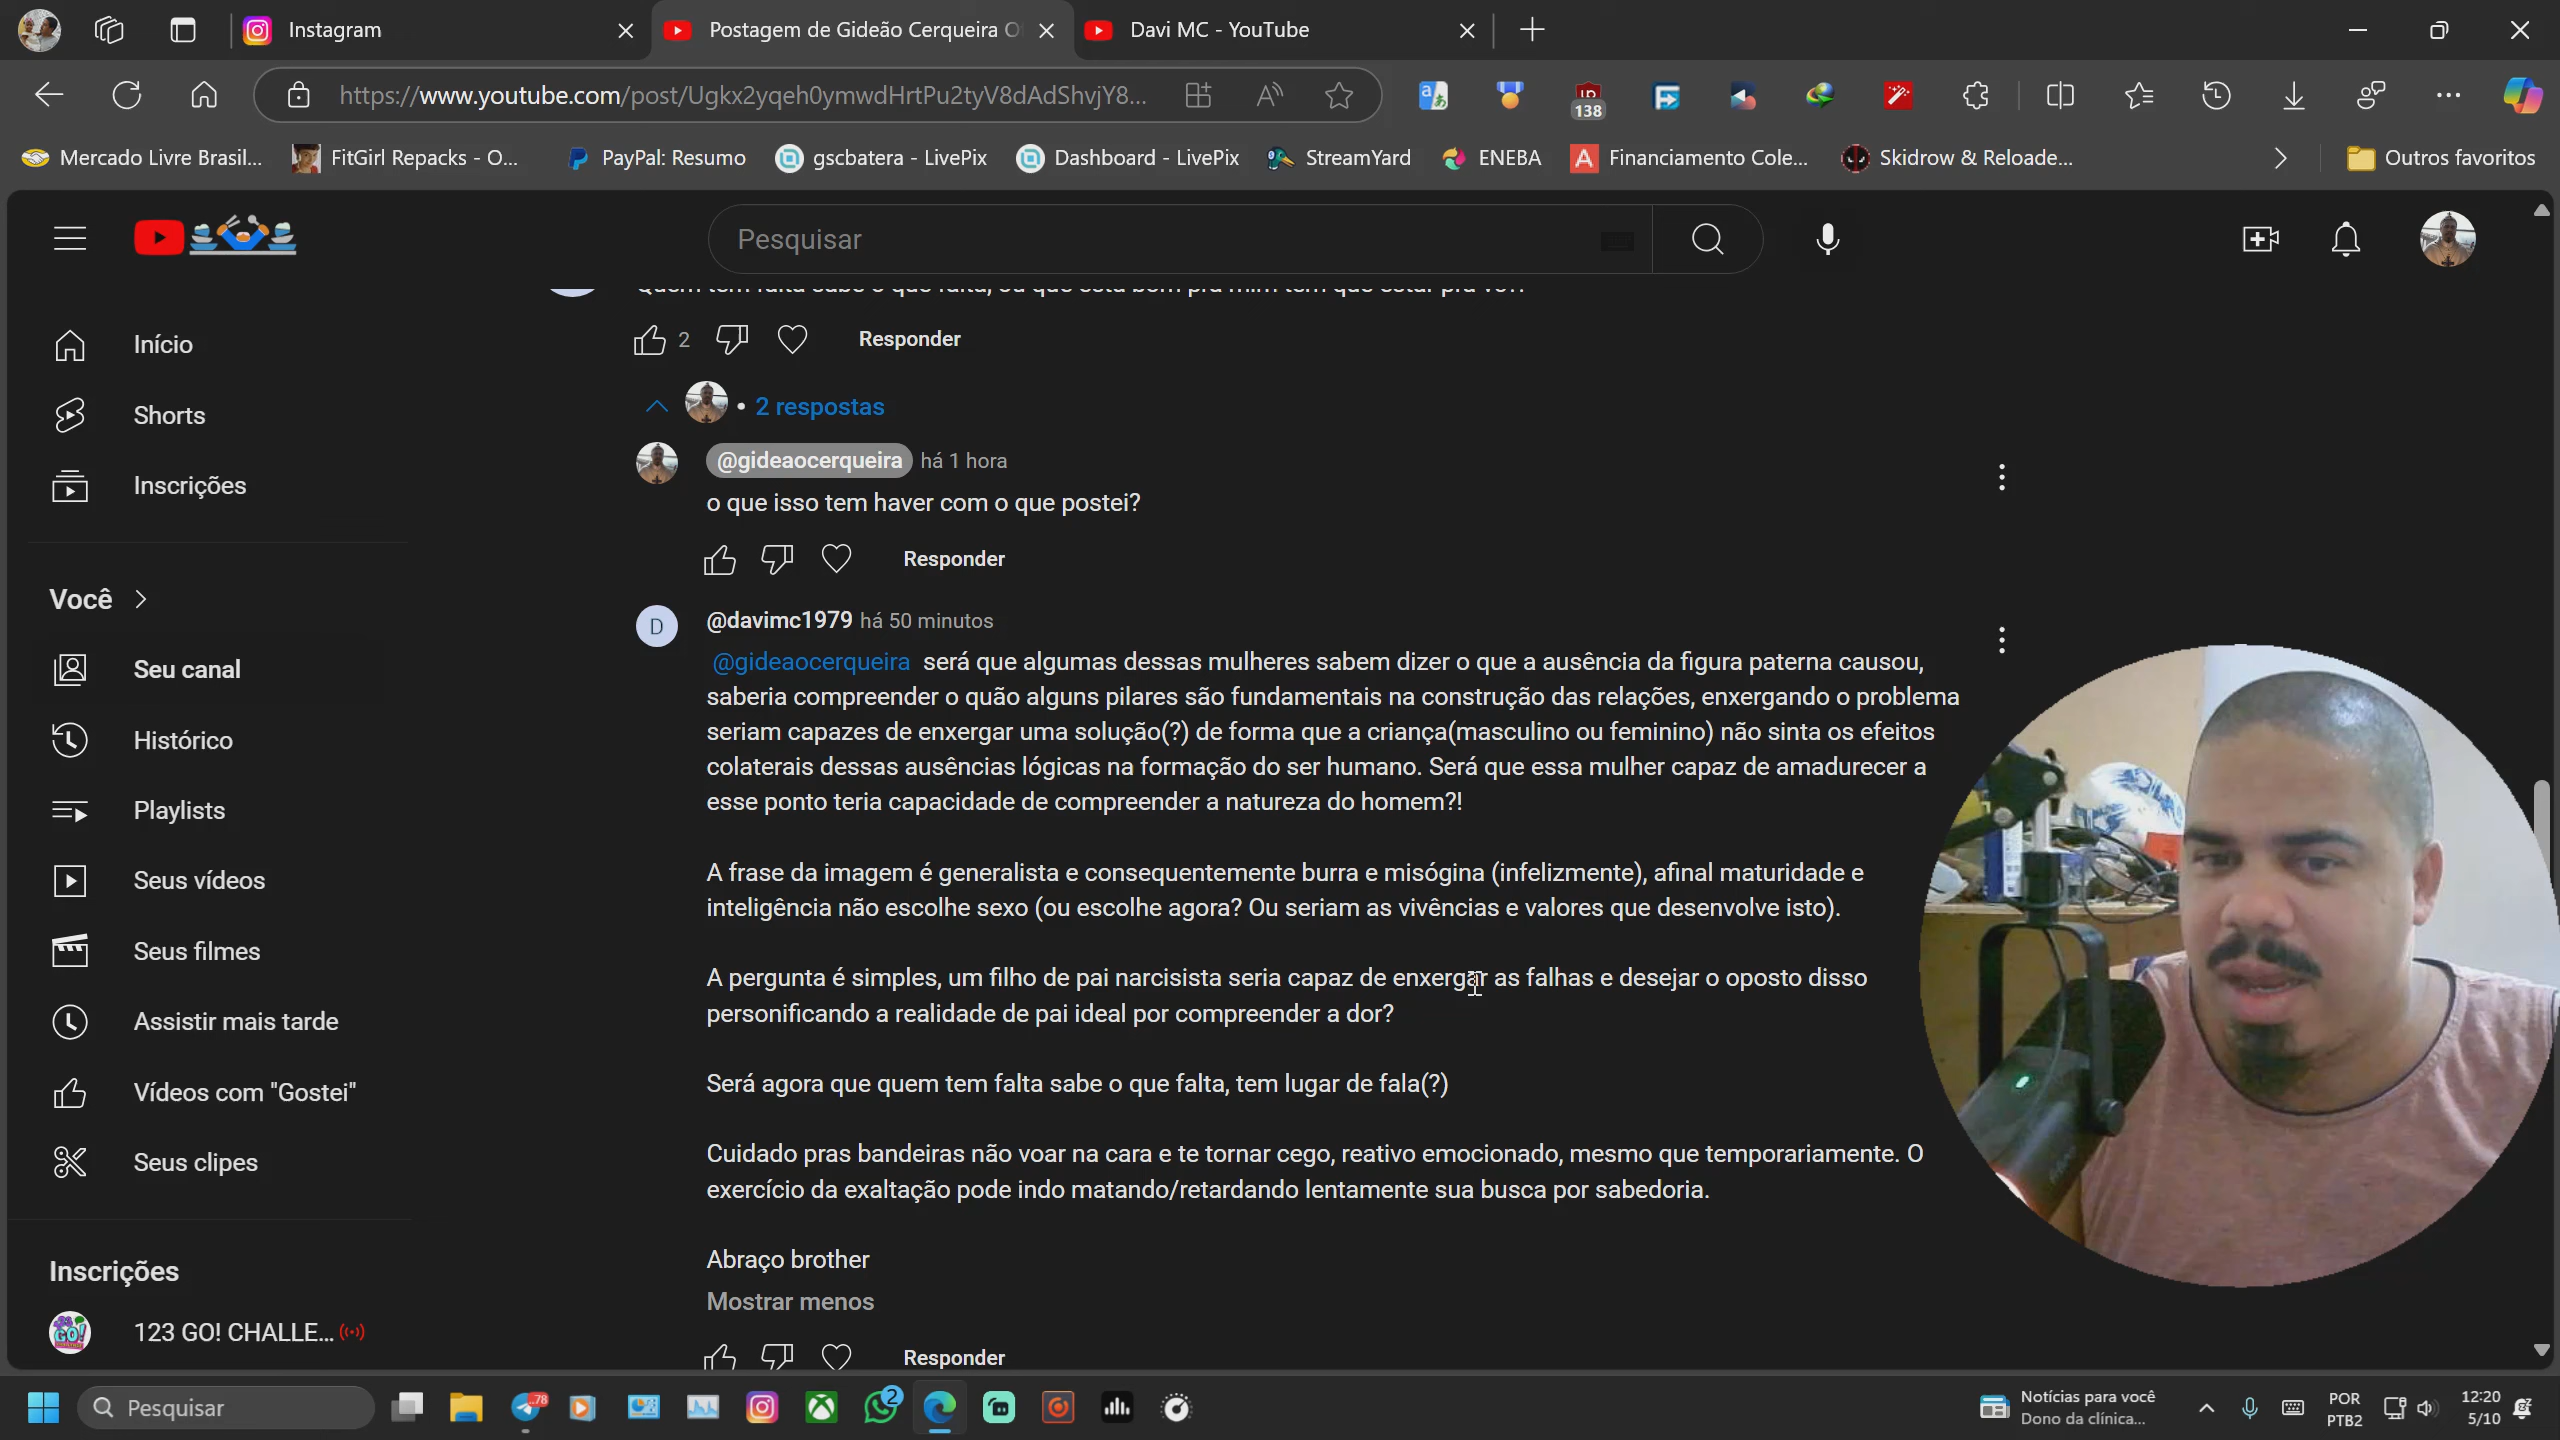 Instagram
Postagem de Gideão Cerqueira O
Davi MC - YouTube
https://www.youtube.com/post/Ugkx2yqeh0ymwdHrtPu2tyV8dAdShvjY8...
138
Mercado Livre Brasil...
FitGirl Repacks - O...
PayPal: Resumo
gscbatera - LivePix
Dashboard - LivePix
StreamYard
ENEBA
Financiamento Cole...
Skidrow & Reloade...
Outros favoritos
Pesquisar
Início
Shorts
Inscrições
Você
Seu canal
Histórico
Playlists
Seus vídeos
Seus filmes
Assistir mais tarde
Vídeos com "Gostei"
Seus clipes
Inscrições
123 GO! CHALLE...
2
Responder
2 respostas
@gideaocerqueira há 1 hora
o que isso tem haver com o que postei?
Responder
D
@davimc1979 há 50 minutos
@gideaocerqueira será que algumas dessas mulheres sabem dizer o que a ausência da figura paterna causou,
saberia compreender o quão alguns pilares são fundamentais na construção das relações, enxergando o problema
seriam capazes de enxergar uma solução(?) de forma que a criança(masculino ou feminino) não sinta os efeitos
colaterais dessas ausências lógicas na formação do ser humano. Será que essa mulher capaz de amadurecer a
esse ponto teria capacidade de compreender a natureza do homem?!
A frase da imagem é generalista e consequentemente burra e misógina (infelizmente), afinal maturidade e
inteligência não escolhe sexo (ou escolhe agora? Ou seriam as vivências e valores que desenvolve isto).
A pergunta é simples, um filho de pai narcisista seria capaz de enxergar as falhas e desejar o oposto disso
personificando a realidade de pai ideal por compreender a dor?
Será agora que quem tem falta sabe o que falta, tem lugar de fala(?)
Cuidado pras bandeiras não voar na cara e te tornar cego, reativo emocionado, mesmo que temporariamente. O
exercício da exaltação pode indo matando/retardando lentamente sua busca por sabedoria.
Abraço brother
Mostrar menos
Responder
Pesquisar
78
2
Notícias para você
Dono da clínica...
POR
PTB2
12:20
5/10